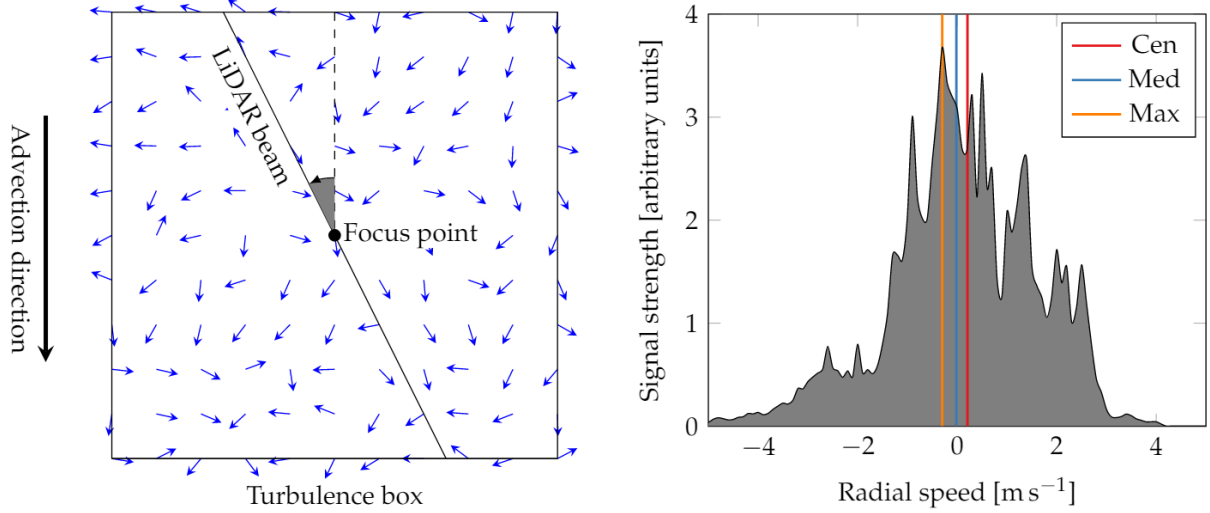 Advection direction
LiDAR beam
Focus point
Turbulence box
Signal strength [arbitrary units]
4
3
2
1
0
−4
−2
0
2
4
Radial speed [m s−1]
Cen
Med
Max